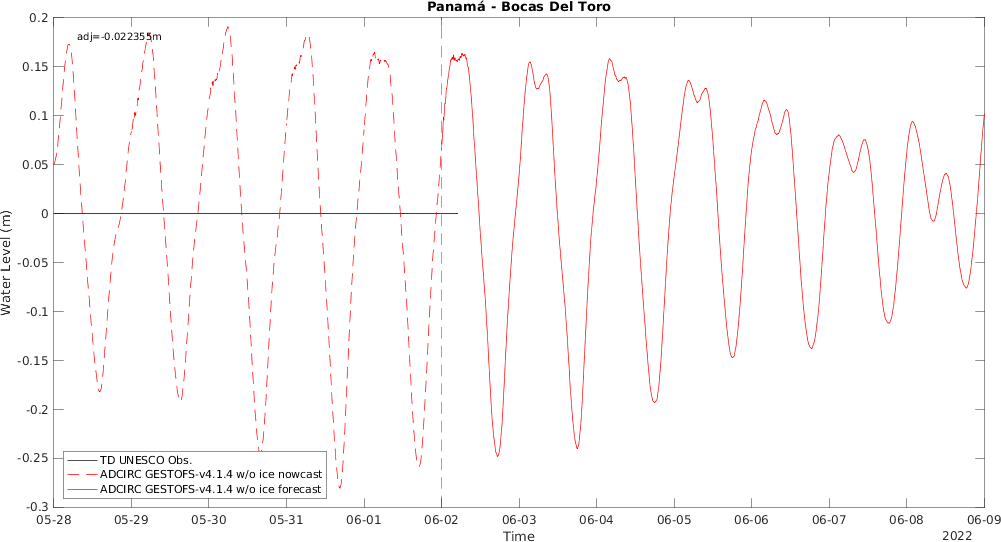 Panamá - Bocas Del Toro
adj=-0.022355m
0.2
0.15
0.1
0.05
0
-0.05
-0.1
-0.15
-0.2
-0.25
-0.3
Water Level (m)
TD UNESCO Obs.
ADCIRC GESTOFS-v4.1.4 w/o ice nowcast
ADCIRC GESTOFS-v4.1.4 w/o ice forecast
05-28 05-29 05-30 05-31 06-01 06-02 06-03 06-04 06-05 06-06 06-07 06-08 06-09
Time
2022